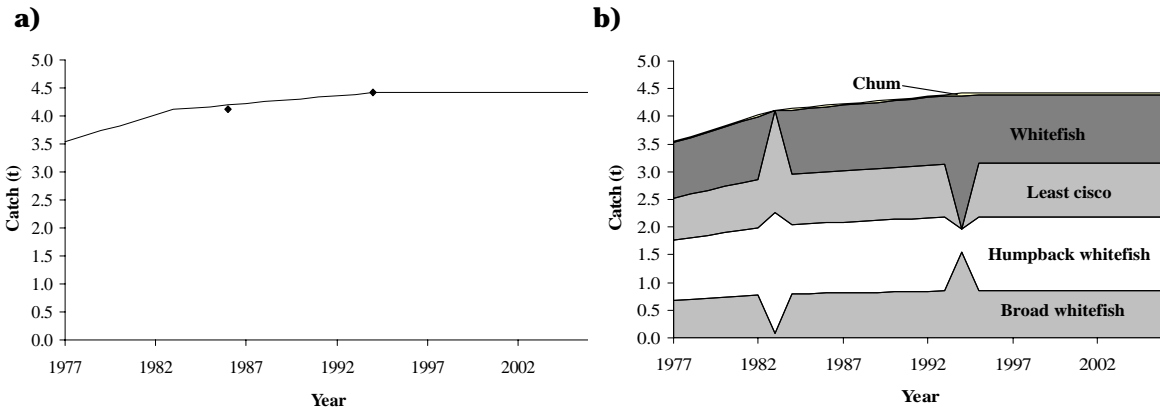 a)
5.0
4.5
4.0
3.5
3.0
2.5
2.0
1.5
1.0
0.5
0.0
Catch (t)
1977 1982 1987 1992 1997 2002
Year
b)
5.0
4.5
4.0
3.5
3.0
2.5
2.0
1.5
1.0
0.5
0.0
Catch (t)
Chum
Whitefish
Least cisco
Humpback whitefish
Broad whitefish
1977 1982 1987 1992 1997 2002
Year